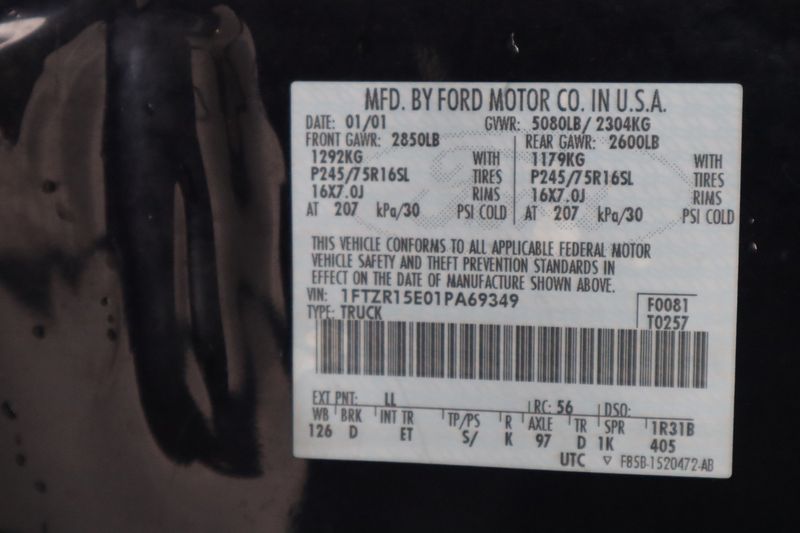 MFD. BY FORD MOTOR CO. IN U.S.A.
DATE: 01/01 GVWR: 5080LB/ 2304KG
FRONT GAWR: 2850LB REAR GAWR: 2600LB
1292KG WITH 1179KG WITH
P245/75R16SL TIRES P245/75R16SL TIRES
16X7.0J RIMS 16X7.0J RIMS
AT 207 kPa/30 PSI COLD AT 207 kPa/30 PSI COLD
THIS VEHICLE CONFORMS TO ALL APPLICABLE FEDERAL MOTOR
VEHICLE SAFETY AND THEFT PREVENTION STANDARDS IN
EFFECT ON THE DATE OF MANUFACTURE SHOWN ABOVE.
VIN: 1FTZR15E01PA69349 F0081
TYPE: TRUCK T0257
EXT PNT: LL RC: 56 DSO:
WB BRK INT TR TP/PS R AXLE TR SPR 1R31B
126 D ET S/ K 97 D 1K 405
UTC ▽ F85B-1520472-AB